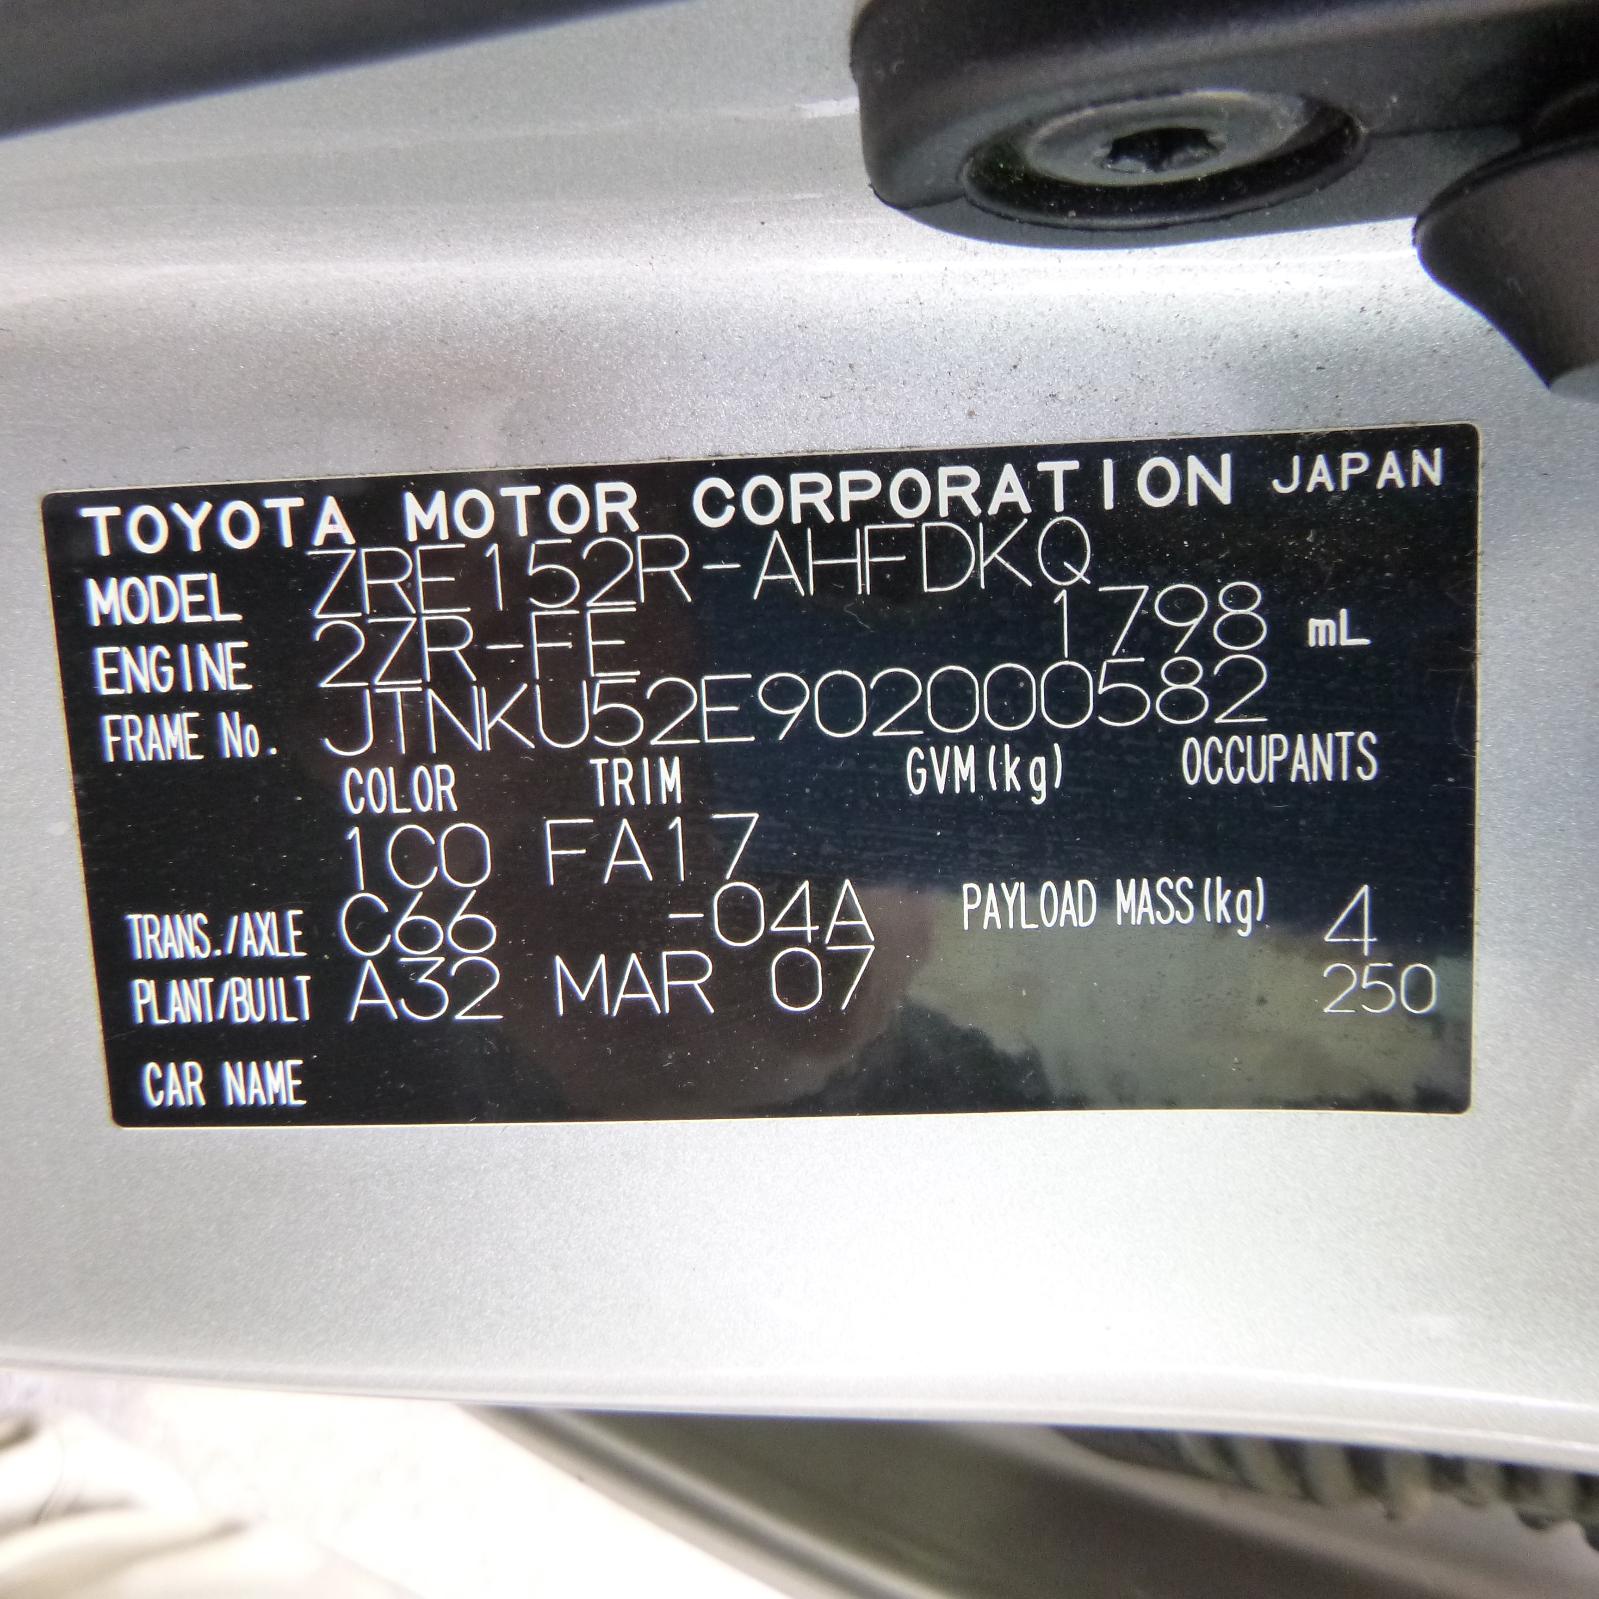 TOYOTA MOTOR CORPORATION JAPAN
MODEL ZRE152R-AHFDKQ
ENGINE 2ZR-FE 1798 mL
FRAME No. JTNKU52E902000582
COLOR TRIM GVM(kg) OCCUPANTS
1C0 FA17
TRANS./AXLE C66 -04A PAYLOAD MASS(kg) 4
PLANT/BUILT A32 MAR 07 250
CAR NAME